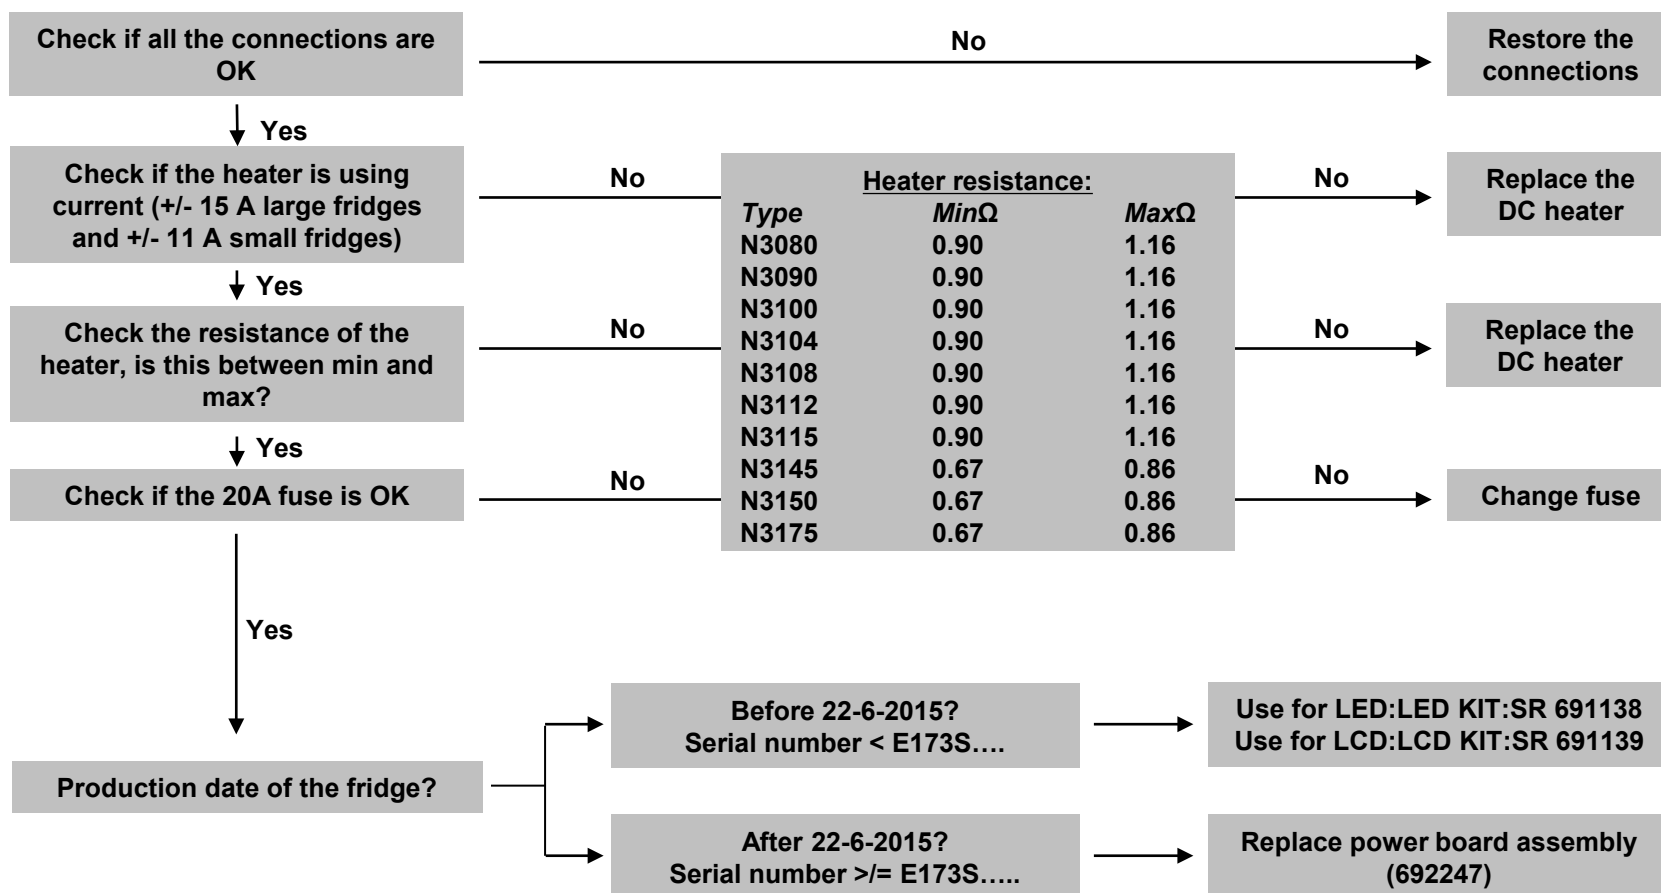 Check if all the connections are
OK
No
Restore the
connections
Yes
Check if the heater is using
current (+/- 15 A large fridges
and +/- 11 A small fridges)
No
Heater resistance:
Type MinΩ MaxΩ
N3080 0.90 1.16
N3090 0.90 1.16
N3100 0.90 1.16
N3104 0.90 1.16
N3108 0.90 1.16
N3112 0.90 1.16
N3115 0.90 1.16
N3145 0.67 0.86
N3150 0.67 0.86
N3175 0.67 0.86
No
Replace the
DC heater
Yes
Check the resistance of the
heater, is this between min and
max?
No
No
Replace the
DC heater
Yes
Check if the 20A fuse is OK
No
No
Change fuse
Yes
Production date of the fridge?
Before 22-6-2015?
Serial number < E173S….
Use for LED:LED KIT:SR 691138
Use for LCD:LCD KIT:SR 691139
After 22-6-2015?
Serial number >/= E173S…..
Replace power board assembly
(692247)